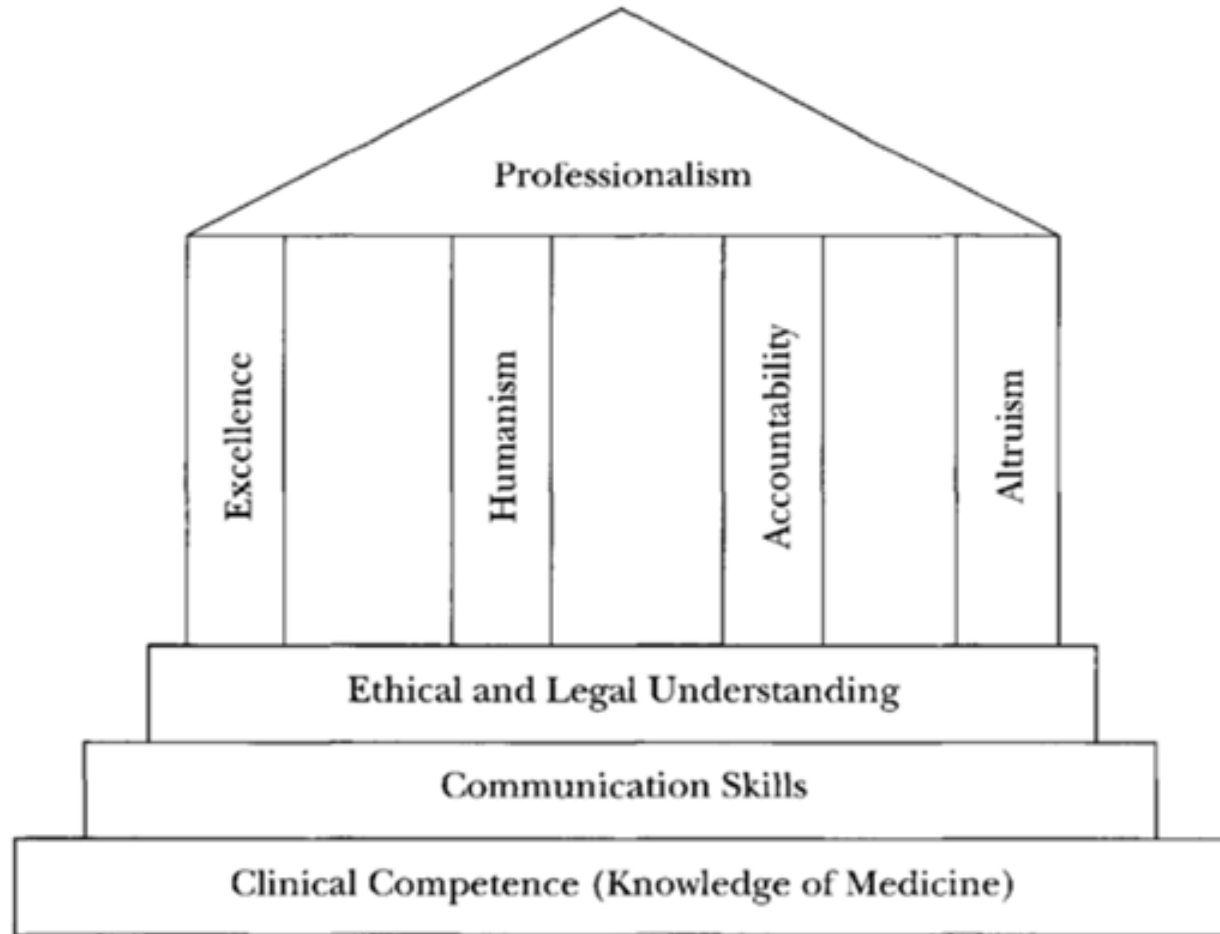 Professionalism
Excellence
Humanism
Accountability
Altruism
Ethical and Legal Understanding
Communication Skills
Clinical Competence (Knowledge of Medicine)